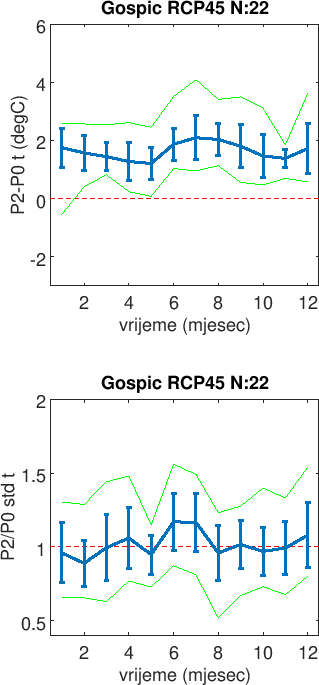 Gospic RCP45 N:22
6
4
2
0
-2
P2-P0 t (degC)
2 4 6 8 10 12
vrijeme (mjesec)
Gospic RCP45 N:22
2
1.5
1
0.5
P2/P0 std t
2 4 6 8 10 12
vrijeme (mjesec)